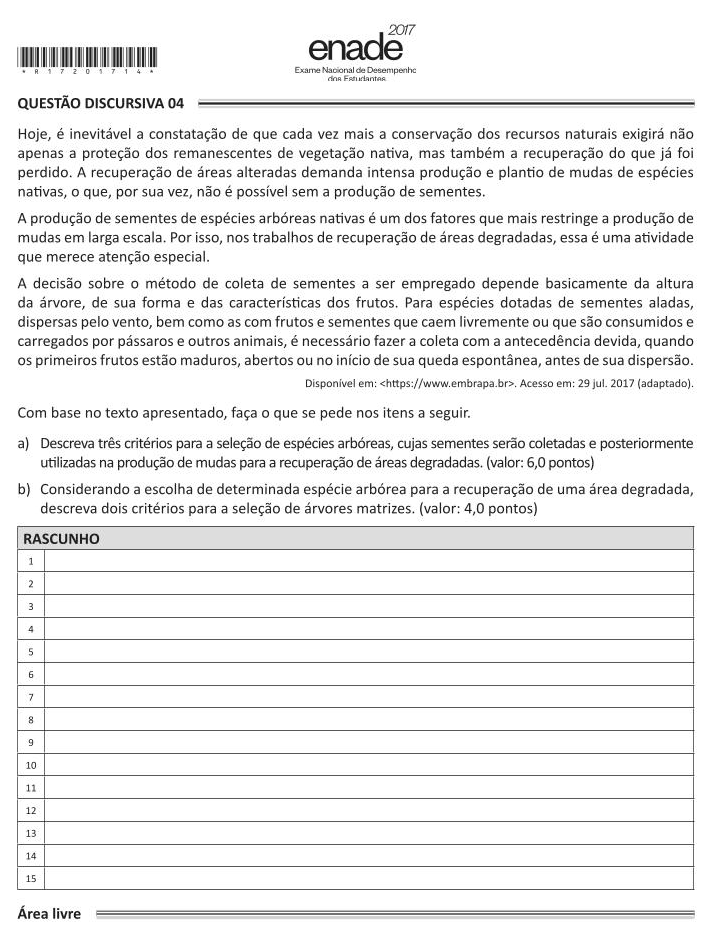 2017
enade
Exame Nacional de Desempenho
dos Estudantes
*R17201714*
QUESTÃO DISCURSIVA 04
Hoje, é inevitável a constatação de que cada vez mais a conservação dos recursos naturais exigirá não
apenas a proteção dos remanescentes de vegetação nativa, mas também a recuperação do que já foi
perdido. A recuperação de áreas alteradas demanda intensa produção e plantio de mudas de espécies
nativas, o que, por sua vez, não é possível sem a produção de sementes.
A produção de sementes de espécies arbóreas nativas é um dos fatores que mais restringe a produção de
mudas em larga escala. Por isso, nos trabalhos de recuperação de áreas degradadas, essa é uma atividade
que merece atenção especial.
A decisão sobre o método de coleta de sementes a ser empregado depende basicamente da altura
da árvore, de sua forma e das características dos frutos. Para espécies dotadas de sementes aladas,
dispersas pelo vento, bem como as com frutos e sementes que caem livremente ou que são consumidos e
carregados por pássaros e outros animais, é necessário fazer a coleta com a antecedência devida, quando
os primeiros frutos estão maduros, abertos ou no início de sua queda espontânea, antes de sua dispersão.
Disponível em: <https://www.embrapa.br>. Acesso em: 29 jul. 2017 (adaptado).
Com base no texto apresentado, faça o que se pede nos itens a seguir.
a) Descreva três critérios para a seleção de espécies arbóreas, cujas sementes serão coletadas e posteriormente
utilizadas na produção de mudas para a recuperação de áreas degradadas. (valor: 6,0 pontos)
b) Considerando a escolha de determinada espécie arbórea para a recuperação de uma área degradada,
descreva dois critérios para a seleção de árvores matrizes. (valor: 4,0 pontos)
RASCUNHO
1
2
3
4
5
6
7
8
9
10
11
12
13
14
15
Área livre